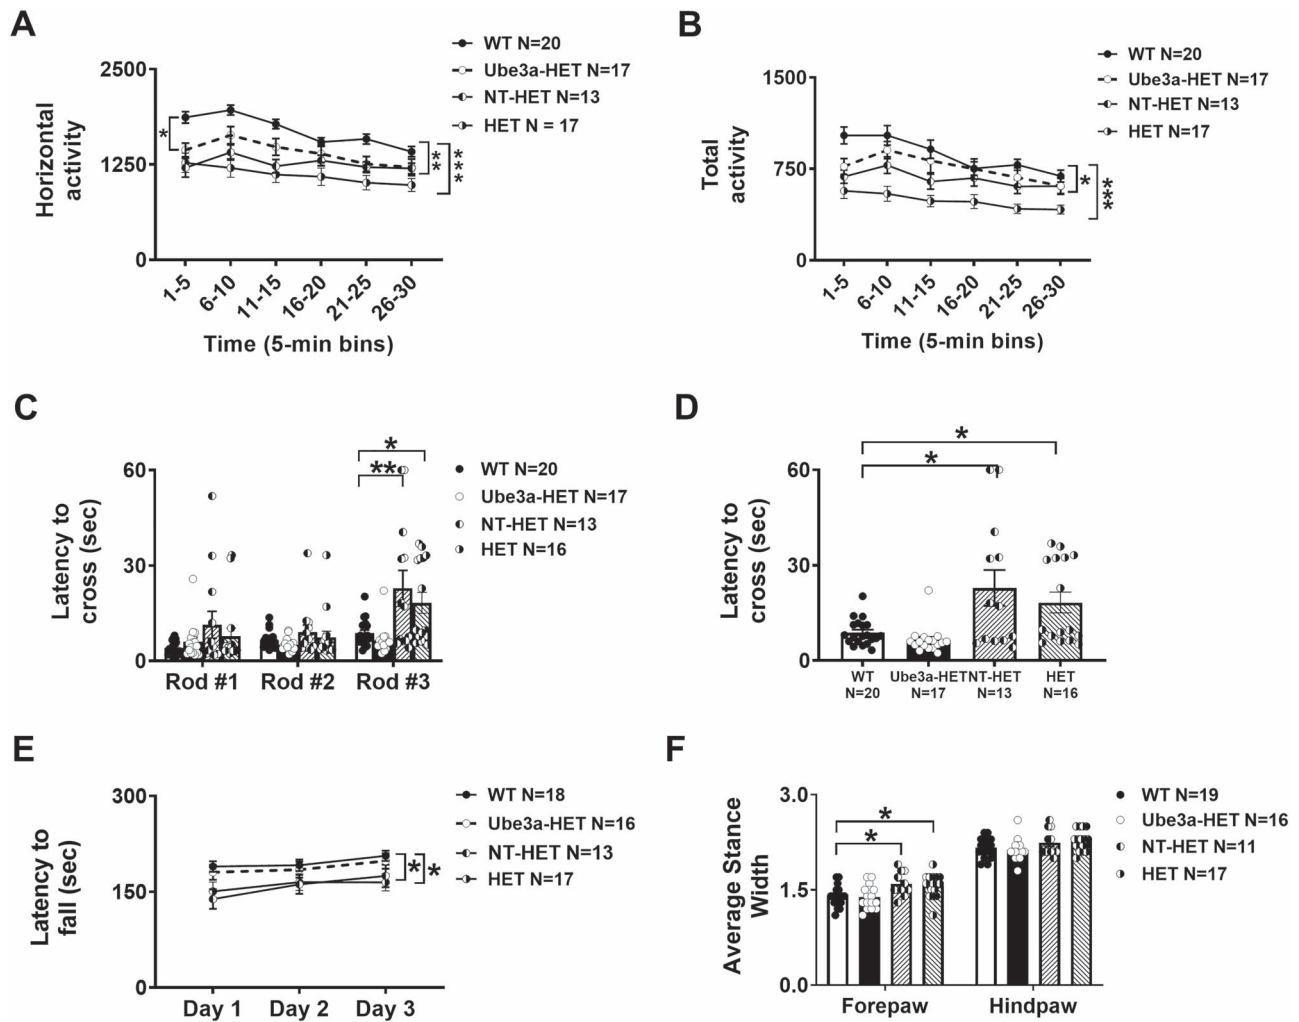 A
WT N=20
Ube3a-HET N=17
NT-HET N=13
HET N = 17
2500
1250
0
Horizontal
activity
*
**
***
1-5
6-10
11-15
16-20
21-25
26-30
Time (5-min bins)
B
WT N=20
Ube3a-HET N=17
NT-HET N=13
HET N=17
1500
750
0
Total
activity
*
***
1-5
6-10
11-15
16-20
21-25
26-30
Time (5-min bins)
C
WT N=20
Ube3a-HET N=17
NT-HET N=13
HET N=16
60
30
0
Latency to
cross (sec)
*
**
Rod #1
Rod #2
Rod #3
D
60
30
0
Latency to
cross (sec)
*
*
WT
N=20
Ube3a-HET
N=17
NT-HET
N=13
HET
N=16
E
WT N=18
Ube3a-HET N=16
NT-HET N=13
HET N=17
300
150
0
Latency to
fall (sec)
*
*
Day 1
Day 2
Day 3
F
WT N=19
Ube3a-HET N=16
NT-HET N=11
HET N=17
3.0
1.5
0.0
Average Stance
Width
*
*
Forepaw
Hindpaw